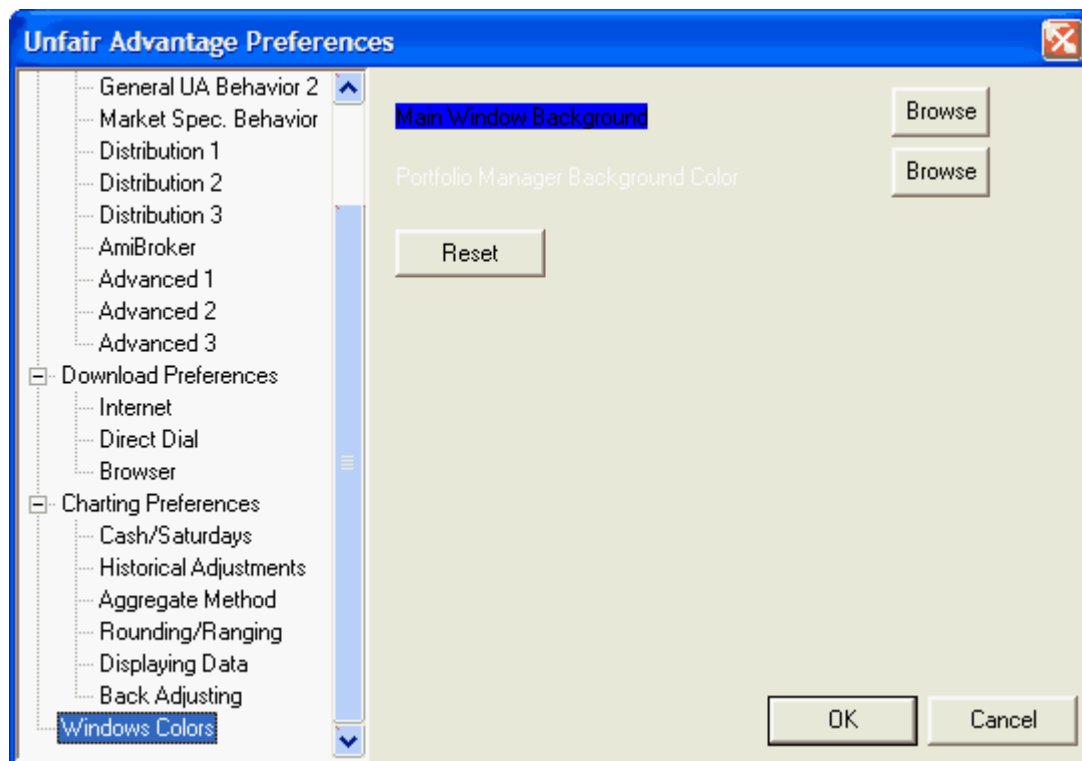 Unfair Advantage Preferences
General UA Behavior 2
Market Spec. Behavior
Distribution 1
Distribution 2
Distribution 3
AmiBroker
Advanced 1
Advanced 2
Advanced 3
Download Preferences
Internet
Direct Dial
Browser
Charting Preferences
Cash/Saturdays
Historical Adjustments
Aggregate Method
Rounding/Ranging
Displaying Data
Back Adjusting
Windows Colors
Main Window Background
Browse
Portfolio Manager Background Color
Browse
Reset
OK
Cancel